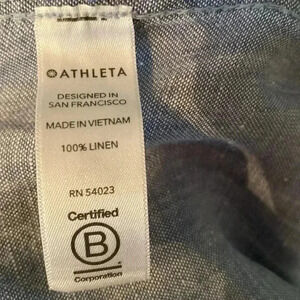 ATHLETA
DESIGNED IN
SAN FRANCISCO
MADE IN VIETNAM
100% LINEN
RN 54023
Certified
B
Corporation